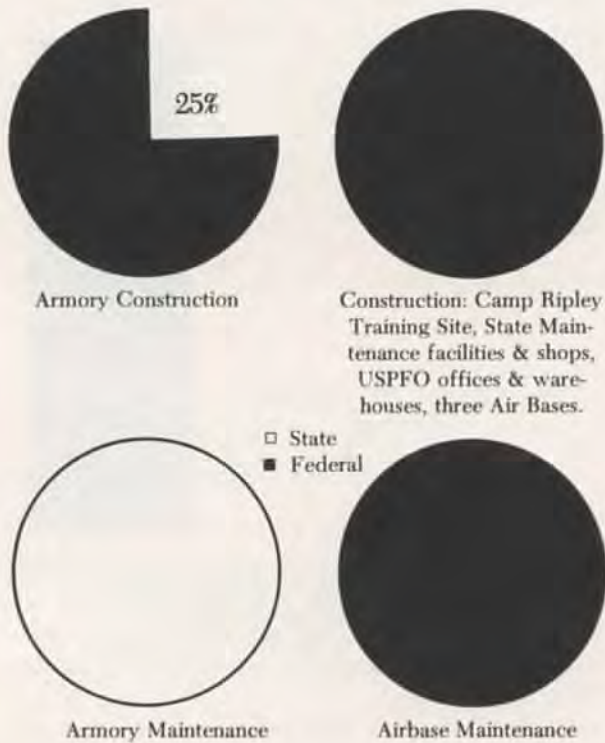 25%
Armory Construction
Construction: Camp Ripley
Training Site, State Main-
tenance facilities & shops,
USPFO offices & ware-
houses, three Air Bases.
□ State
■ Federal
Armory Maintenance
Airbase Maintenance